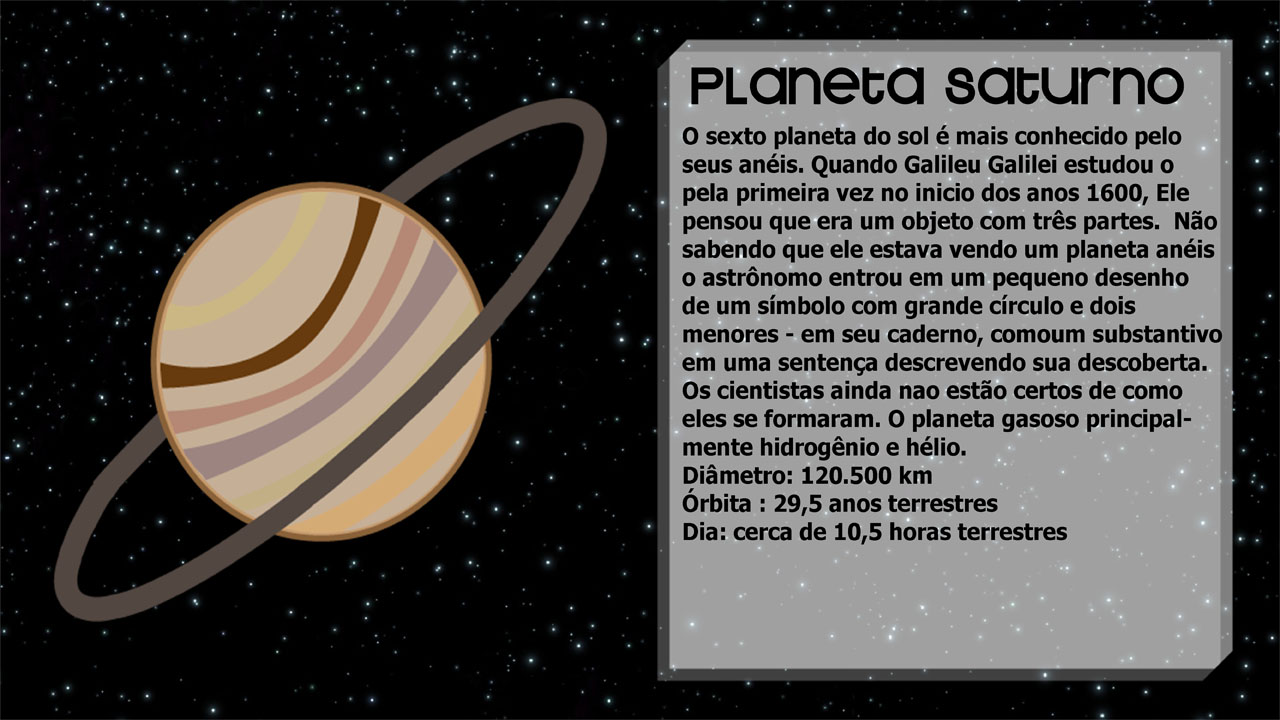 Planeta Saturno
O sexto planeta do sol é mais conhecido pelo
seus anéis. Quando Galileu Galilei estudou o
pela primeira vez no inicio dos anos 1600, Ele
pensou que era um objeto com três partes.  Não
sabendo que ele estava vendo um planeta anéis
o astrônomo entrou em um pequeno desenho
de um símbolo com grande círculo e dois
menores - em seu caderno, comoum substantivo
em uma sentença descrevendo sua descoberta.
Os cientistas ainda nao estão certos de como
eles se formaram. O planeta gasoso principal-
mente hidrogênio e hélio.
Diâmetro: 120.500 km
Órbita : 29,5 anos terrestres
Dia: cerca de 10,5 horas terrestres